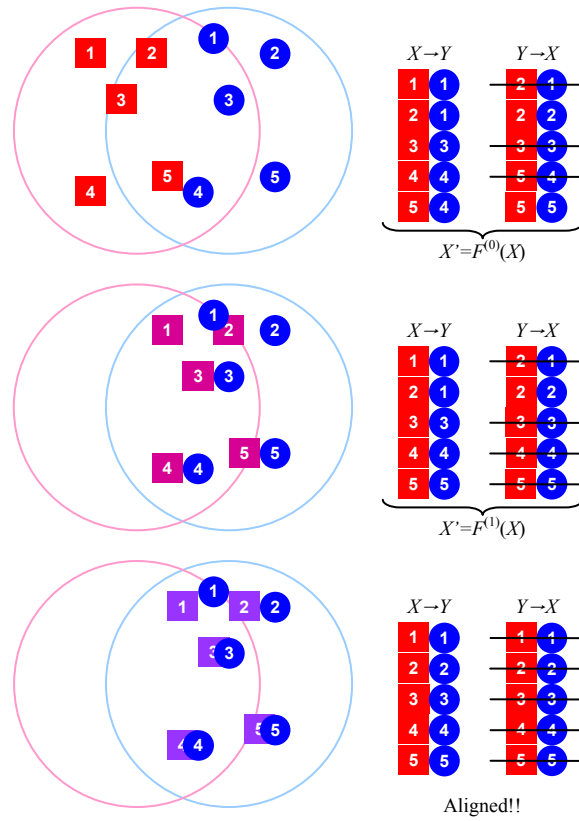 1 2 1 2
3 3
4 5 4 5
X→Y Y→X
1 1 2 1
2 1 2 2
3 3 3 3
4 4 5 4
5 4 5 5
X'=F(0)(X)
1 1 2 2
3 3
4 4 5 5
X→Y Y→X
1 1 2 1
2 1 2 2
3 3 3 3
4 4 4 4
5 5 5 5
X'=F(1)(X)
1 1 2 2
3 3
4 4 5 5
X→Y Y→X
1 1 1 1
2 2 2 2
3 3 3 3
4 4 4 4
5 5 5 5
Aligned!!